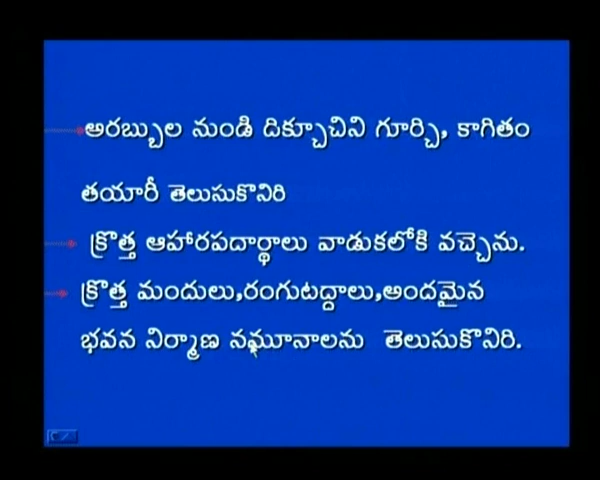 అరబ్బుల నుండి దిక్చూచిని గూర్చి, కాగితం
తయారీ తెలుసుకొనిరి
క్రొత్త ఆహారపదార్థాలు వాడుకలోకి వచ్చెను.
క్రొత్త మందులు,రంగుటద్దాలు,అందమైన
భవన నిర్మాణ నమూనాలను తెలుసుకొనిరి.